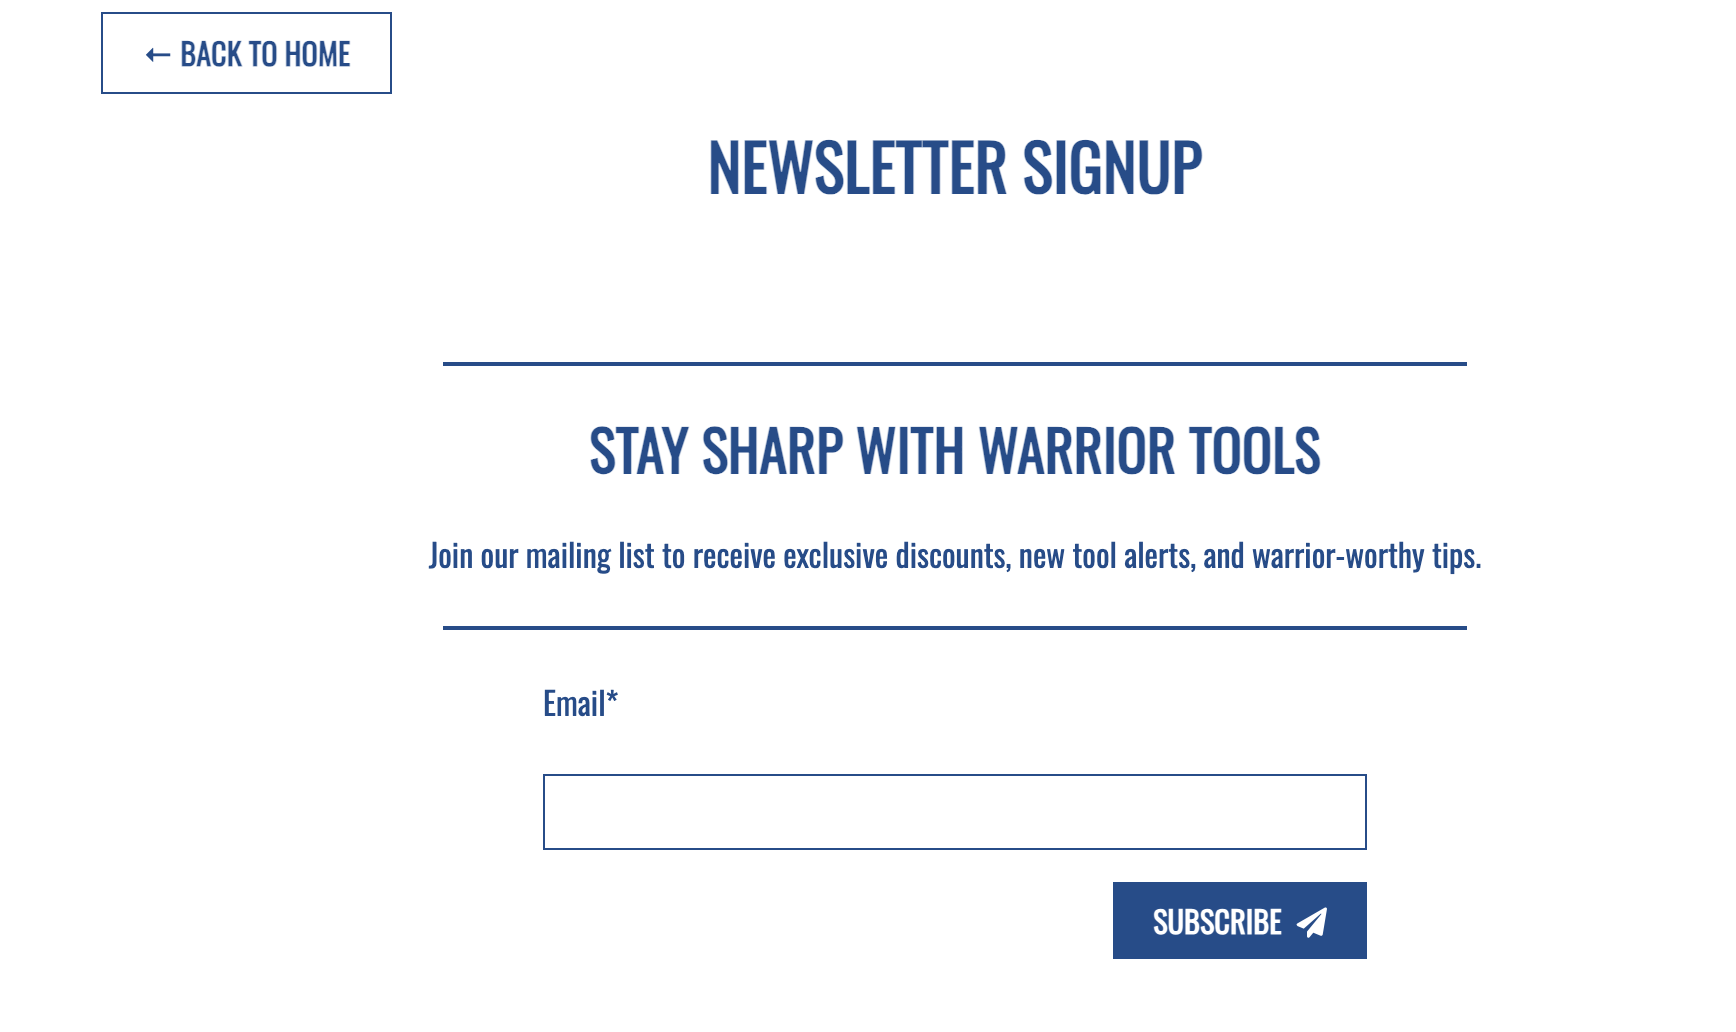 ← BACK TO HOME
NEWSLETTER SIGNUP
STAY SHARP WITH WARRIOR TOOLS
Join our mailing list to receive exclusive discounts, new tool alerts, and warrior-worthy tips.
Email*
SUBSCRIBE